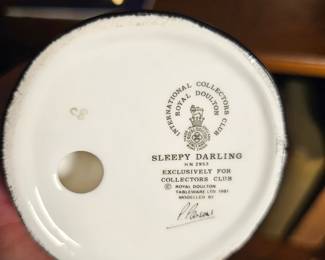 INTERNATIONAL COLLECTORS CLUB
ROYAL DOULTON
SLEEPY DARLING
HN 2953
EXCLUSIVELY FOR
COLLECTORS CLUB
© ROYAL DOULTON
TABLEWARE LTD 1981
MODELLED BY
P. Parsons